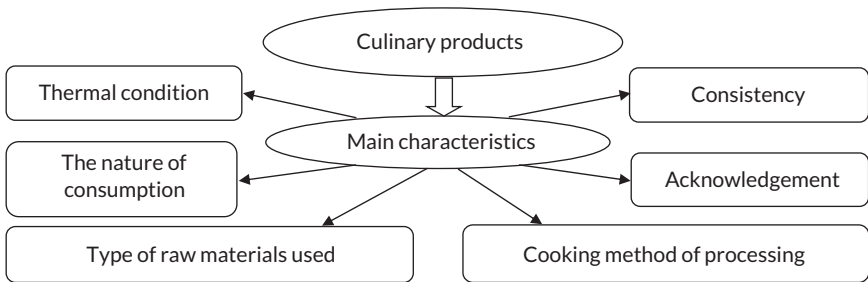 Culinary products
Thermal condition
Consistency
Main characteristics
The nature of
consumption
Acknowledgement
Type of raw materials used
Cooking method of processing